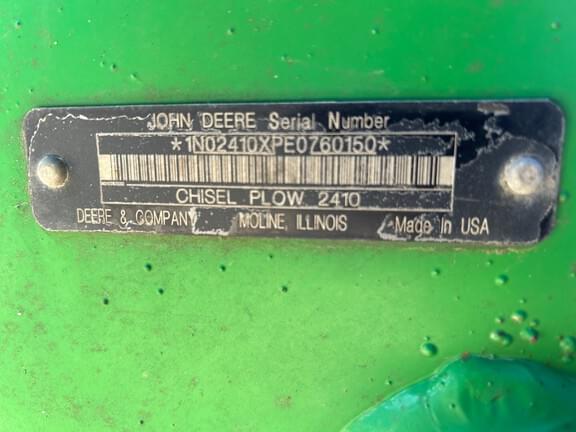 JOHN DEERE Serial Number
*1N02410XPE0760150*
CHISEL PLOW 2410
DEERE & COMPANY MOLINE, ILLINOIS Made In USA